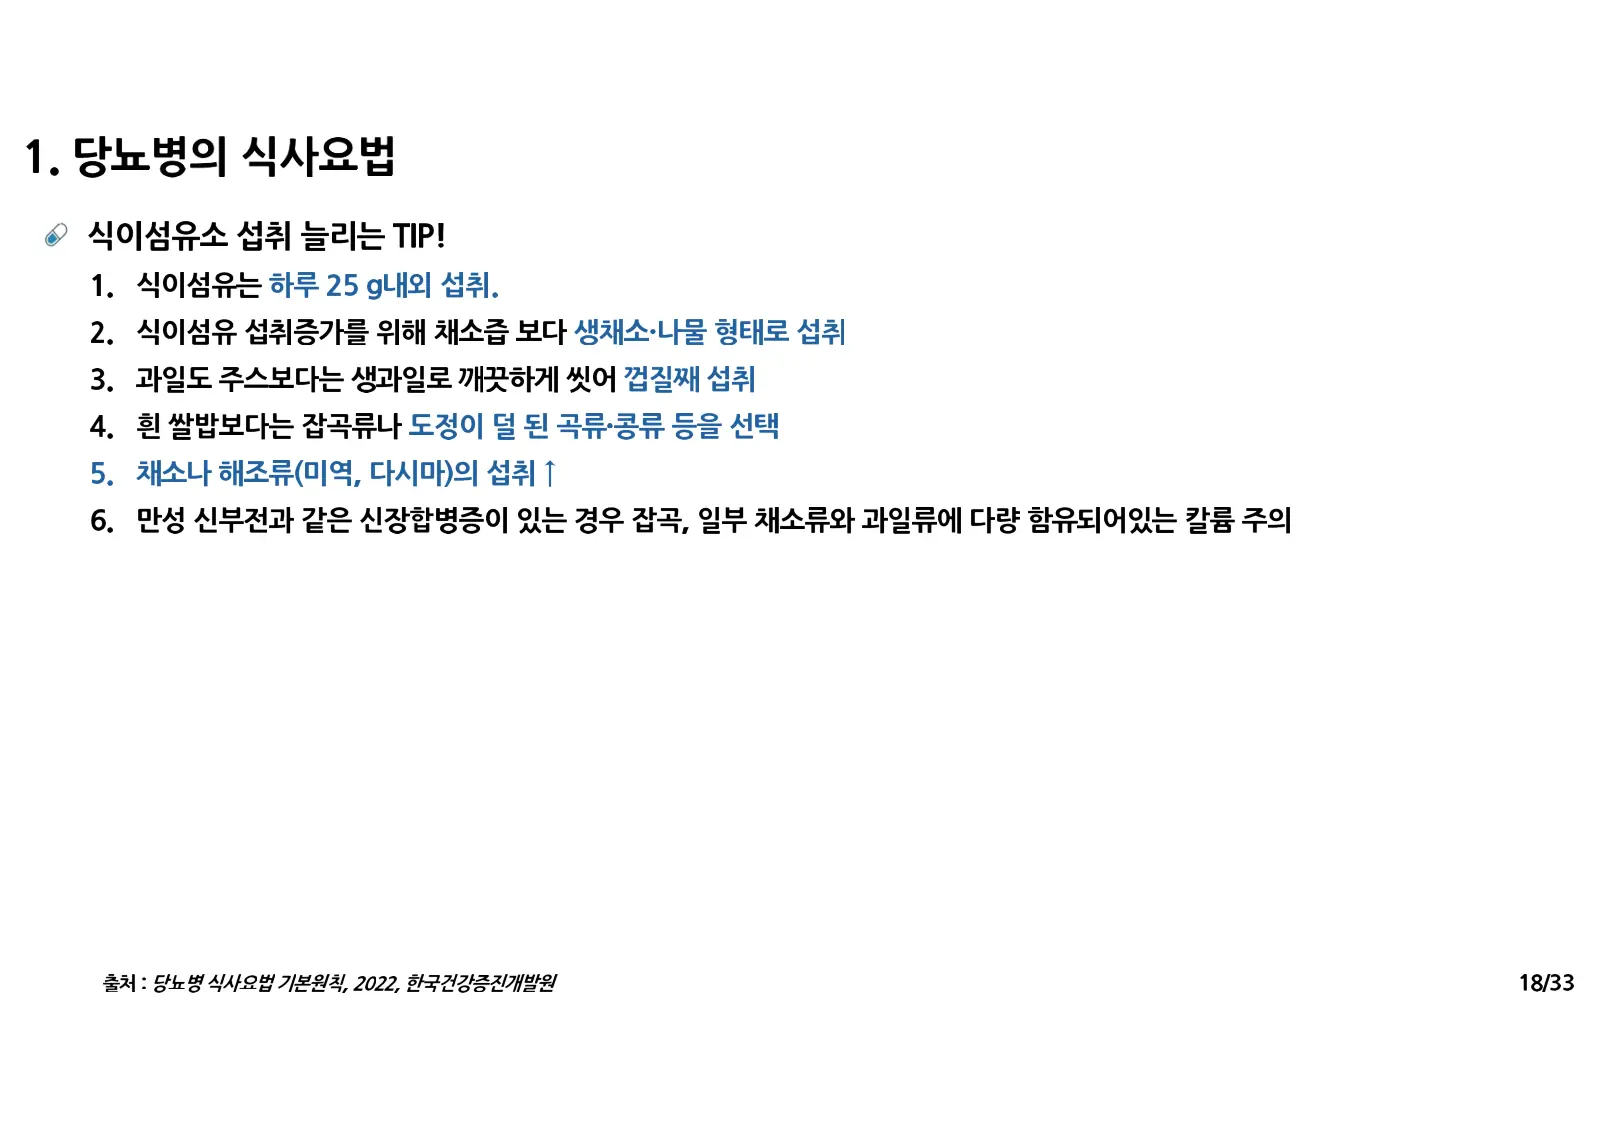 1. 당뇨병의 식사요법
식이섬유소 섭취 늘리는 TIP!
1. 식이섬유는 하루 25 g내외 섭취.
2. 식이섬유 섭취증가를 위해 채소즙 보다 생채소·나물 형태로 섭취
3. 과일도 주스보다는 생과일로 깨끗하게 씻어 껍질째 섭취
4. 흰 쌀밥보다는 잡곡류나 도정이 덜 된 곡류·콩류 등을 선택
5. 채소나 해조류(미역, 다시마)의 섭취↑
6. 만성 신부전과 같은 신장합병증이 있는 경우 잡곡, 일부 채소류와 과일류에 다량 함유되어있는 칼륨 주의
출처 : 당뇨병 식사요법 기본원칙, 2022, 한국건강증진개발원
18/33